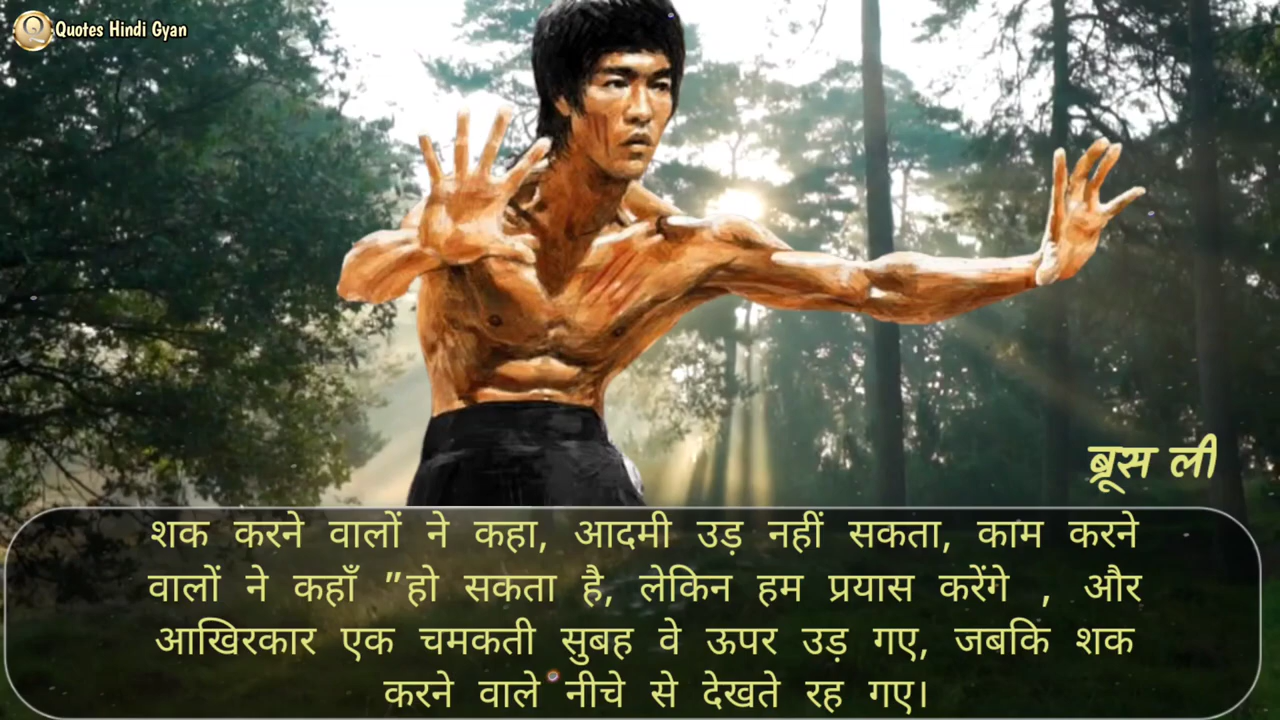 Quotes Hindi Gyan
ब्रूस ली
शक करने वालों ने कहा, आदमी उड़ नहीं सकता, काम करने
वालों ने कहाँ "हो सकता है, लेकिन हम प्रयास करेंगे , और
आखिरकार एक चमकती सुबह वे ऊपर उड़ गए, जबकि शक
करने वाले नीचे से देखते रह गए।